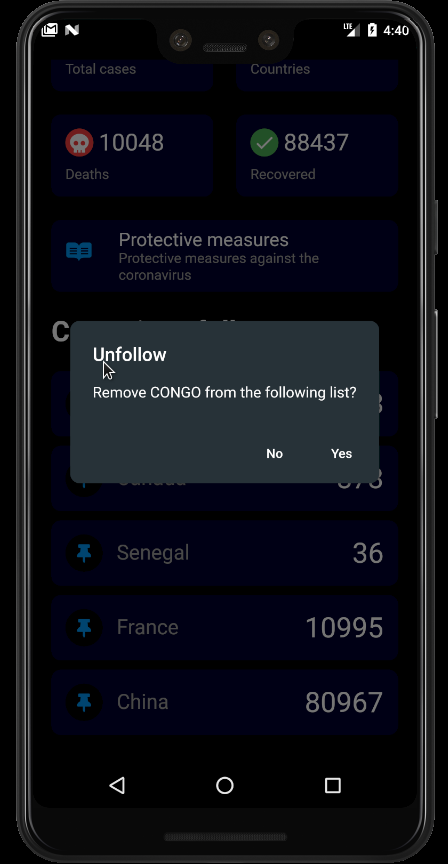 LTE 4:40
Total cases
Countries
10048
88437
Deaths
Recovered
Protective measures
Protective measures against the
coronavirus
Unfollow
Remove CONGO from the following list?
No
Yes
Senegal
36
France
10995
China
80967